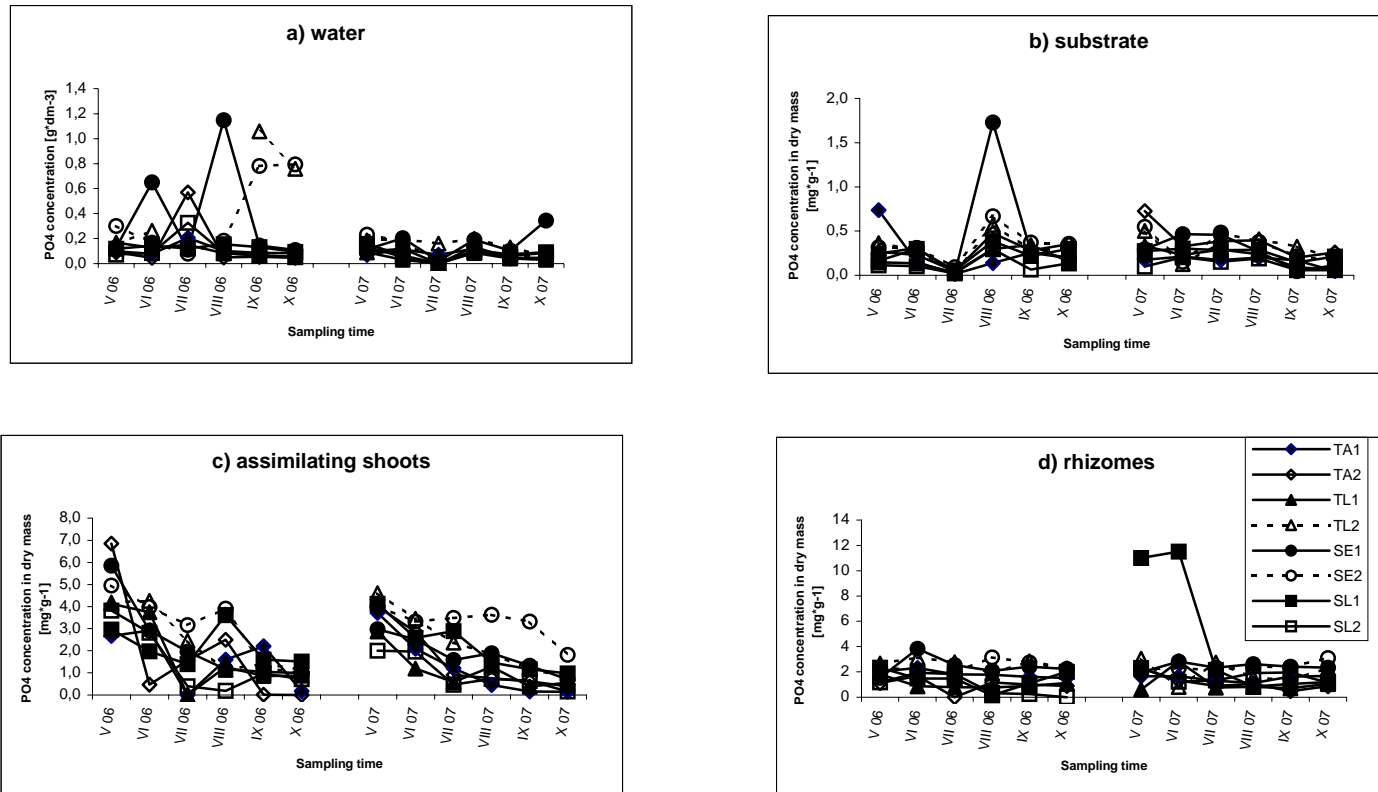 a) water
PO4 concentration [g*dm-3]
1,4
1,2
1,0
0,8
0,6
0,4
0,2
0,0
V 06
VI 06
VII 06
VIII 06
IX 06
X 06
V 07
VI 07
VII 07
VIII 07
IX 07
X 07
Sampling time
b) substrate
PO4 concentration in dry mass
[mg*g-1]
2,0
1,5
1,0
0,5
0,0
V 06
VI 06
VII 06
VIII 06
IX 06
X 06
V 07
VI 07
VII 07
VIII 07
IX 07
X 07
Sampling time
c) assimilating shoots
PO4 concentration in dry mass
[mg*g-1]
8,0
7,0
6,0
5,0
4,0
3,0
2,0
1,0
0,0
V 06
VI 06
VII 06
VIII 06
IX 06
X 06
V 07
VI 07
VII 07
VIII 07
IX 07
X 07
Sampling time
d) rhizomes
PO4 concentration in dry mass
[mg*g-1]
14
12
10
8
6
4
2
0
V 06
VI 06
VII 06
VIII 06
IX 06
X 06
V 07
VI 07
VII 07
VIII 07
IX 07
X 07
Sampling time
TA1
TA2
TL1
TL2
SE1
SE2
SL1
SL2